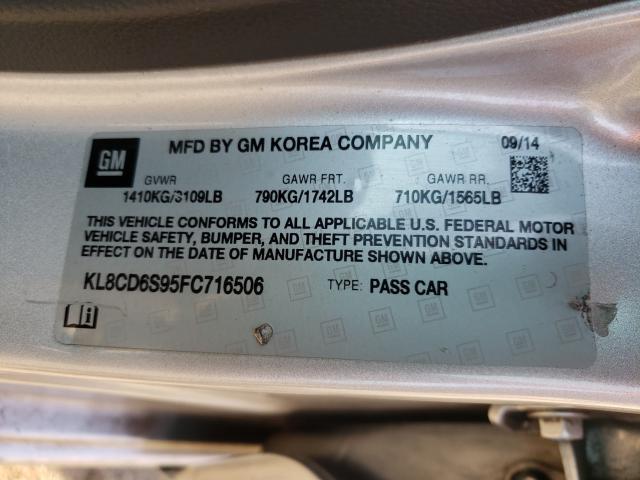 GM
MFD BY GM KOREA COMPANY
09/14
GVWR
GAWR FRT.
GAWR RR.
1410KG/3109LB
790KG/1742LB
710KG/1565LB
THIS VEHICLE CONFORMS TO ALL APPLICABLE U.S. FEDERAL MOTOR
VEHICLE SAFETY, BUMPER, AND THEFT PREVENTION STANDARDS IN
EFFECT ON THE DATE OF MANUFACTURE SHOWN ABOVE.
KL8CD6S95FC716506
TYPE: PASS CAR